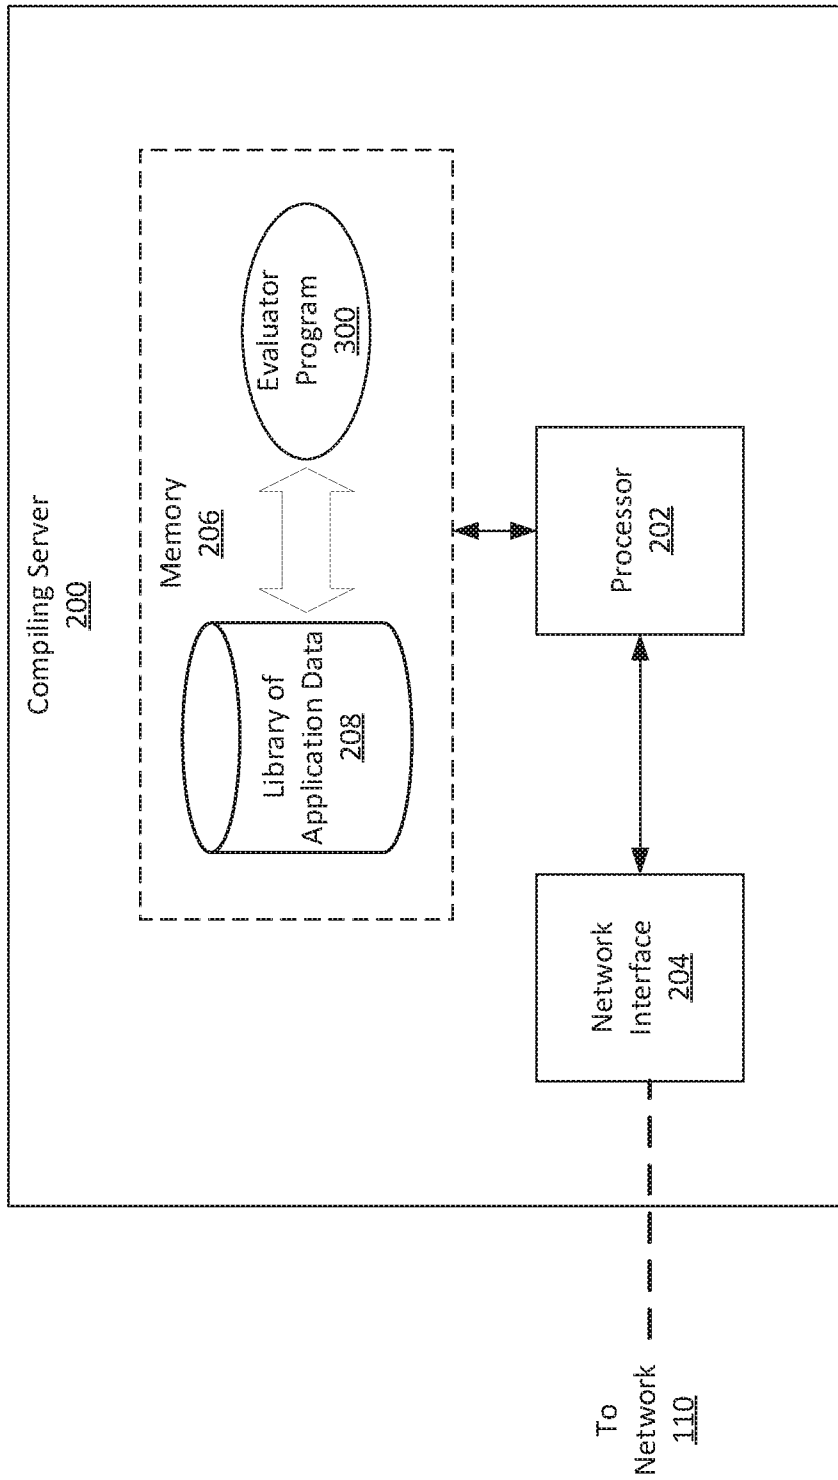 Compiling Server
200
Memory
206
Library of
Application Data
208
Evaluator
Program
300
To
Network
110
Network
Interface
204
Processor
202